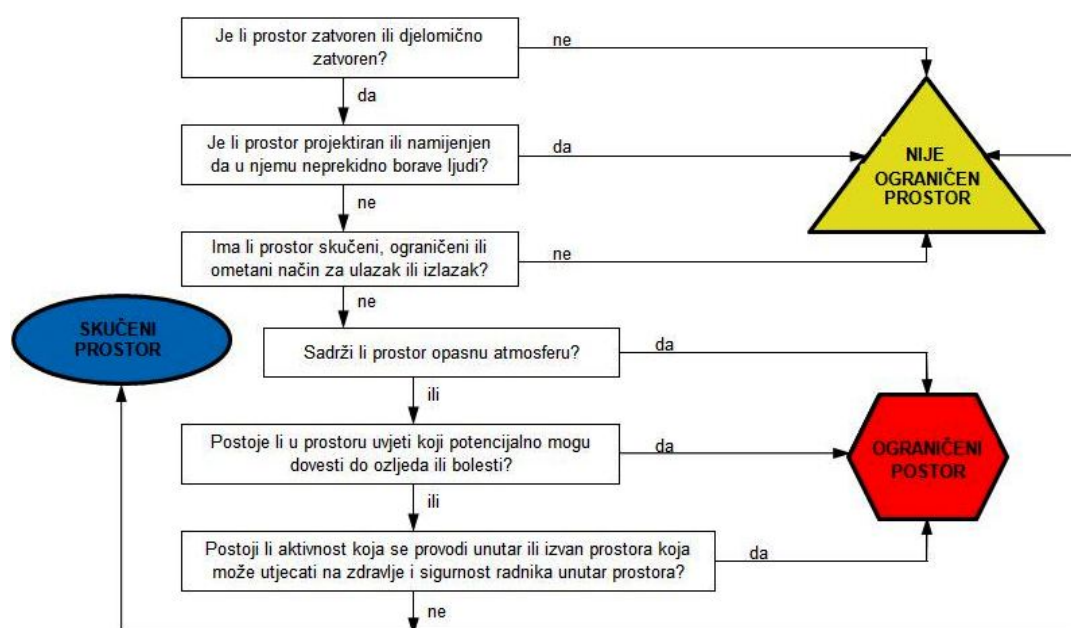 Je li prostor zatvoren ili djelomično
zatvoren?
ne
da
Je li prostor projektiran ili namijenjen
da u njemu neprekidno borave ljudi?
da
NIJE
OGRANIČEN
PROSTOR
ne
Ima li prostor skučeni, ograničeni ili
ometani način za ulazak ili izlazak?
ne
ne
SKUČENI
PROSTOR
Sadrži li prostor opasnu atmosferu?
da
ili
Postoje li u prostoru uvjeti koji potencijalno mogu
dovesti do ozljeda ili bolesti?
da
OGRANIČENI
POSTOR
ili
Postoji li aktivnost koja se provodi unutar ili izvan prostora koja
može utjecati na zdravlje i sigurnost radnika unutar prostora?
da
ne